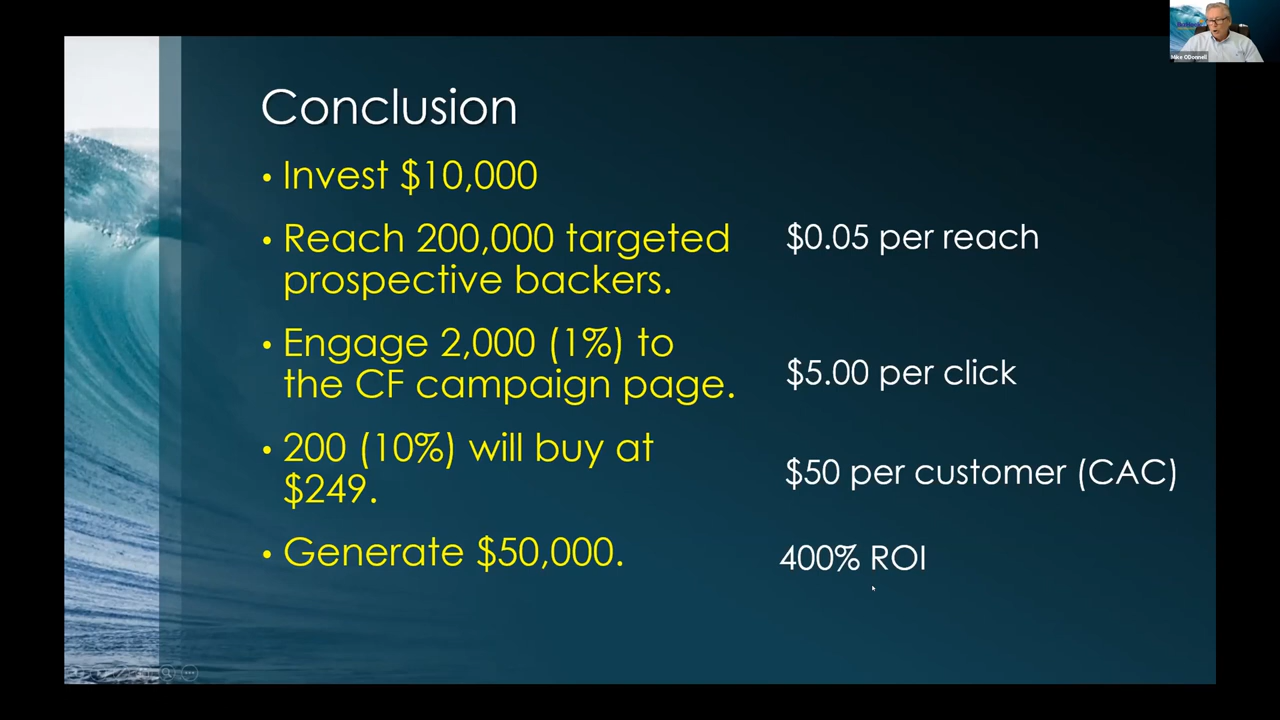 Conclusion
• Invest $10,000
• Reach 200,000 targeted
prospective backers.
$0.05 per reach
• Engage 2,000 (1%) to
the CF campaign page.
$5.00 per click
• 200 (10%) will buy at
$249.
$50 per customer (CAC)
• Generate $50,000.
400% ROI
Mike ODonnell